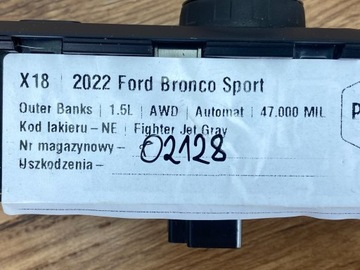 X18 | 2022 Ford Bronco Sport
Outer Banks | 1.5L | AWD | Automat | 47.000 MIL
Kod lakieru – NE | Fighter Jet Gray
Nr magazynowy - 02128
Uszkodzenia -